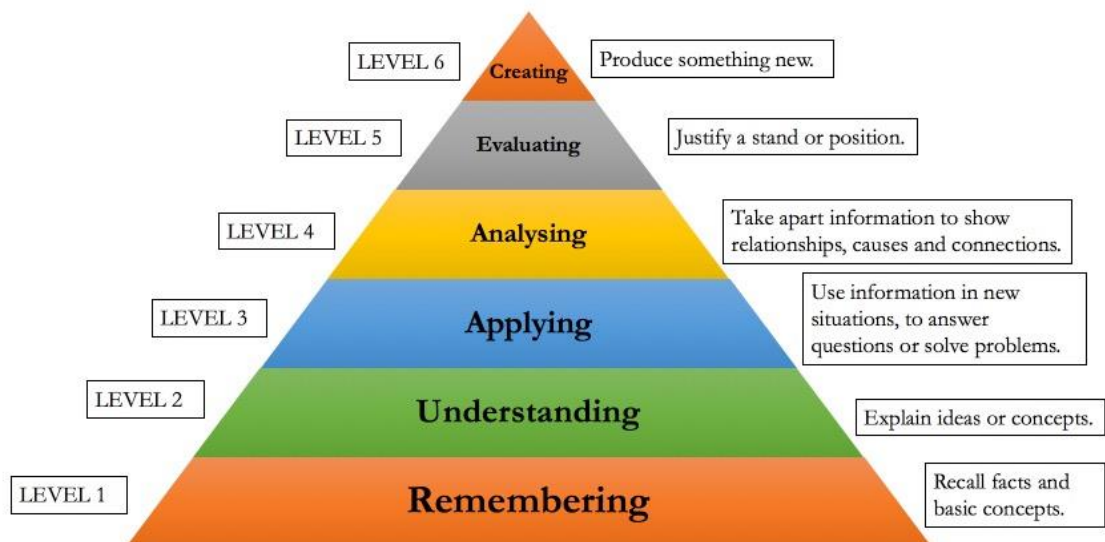 LEVEL 6
Creating
Produce something new.
LEVEL 5
Evaluating
Justify a stand or position.
LEVEL 4
Analysing
Take apart information to show
relationships, causes and connections.
LEVEL 3
Applying
Use information in new
situations, to answer
questions or solve problems.
LEVEL 2
Understanding
Explain ideas or concepts.
LEVEL 1
Remembering
Recall facts and
basic concepts.